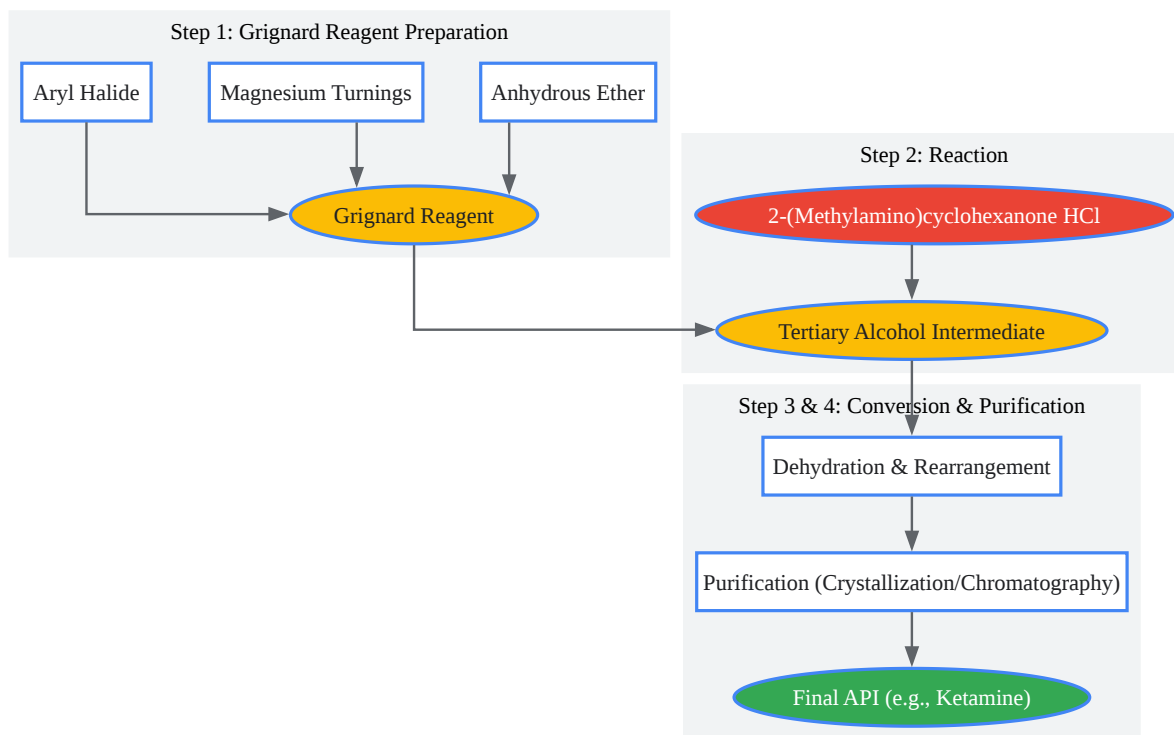 Step 1: Grignard Reagent Preparation
Aryl Halide
Magnesium Turnings
Anhydrous Ether
Grignard Reagent
Step 2: Reaction
2-(Methylamino)cyclohexanone HCl
Tertiary Alcohol Intermediate
Step 3 & 4: Conversion & Purification
Dehydration & Rearrangement
Purification (Crystallization/Chromatography)
Final API (e.g., Ketamine)